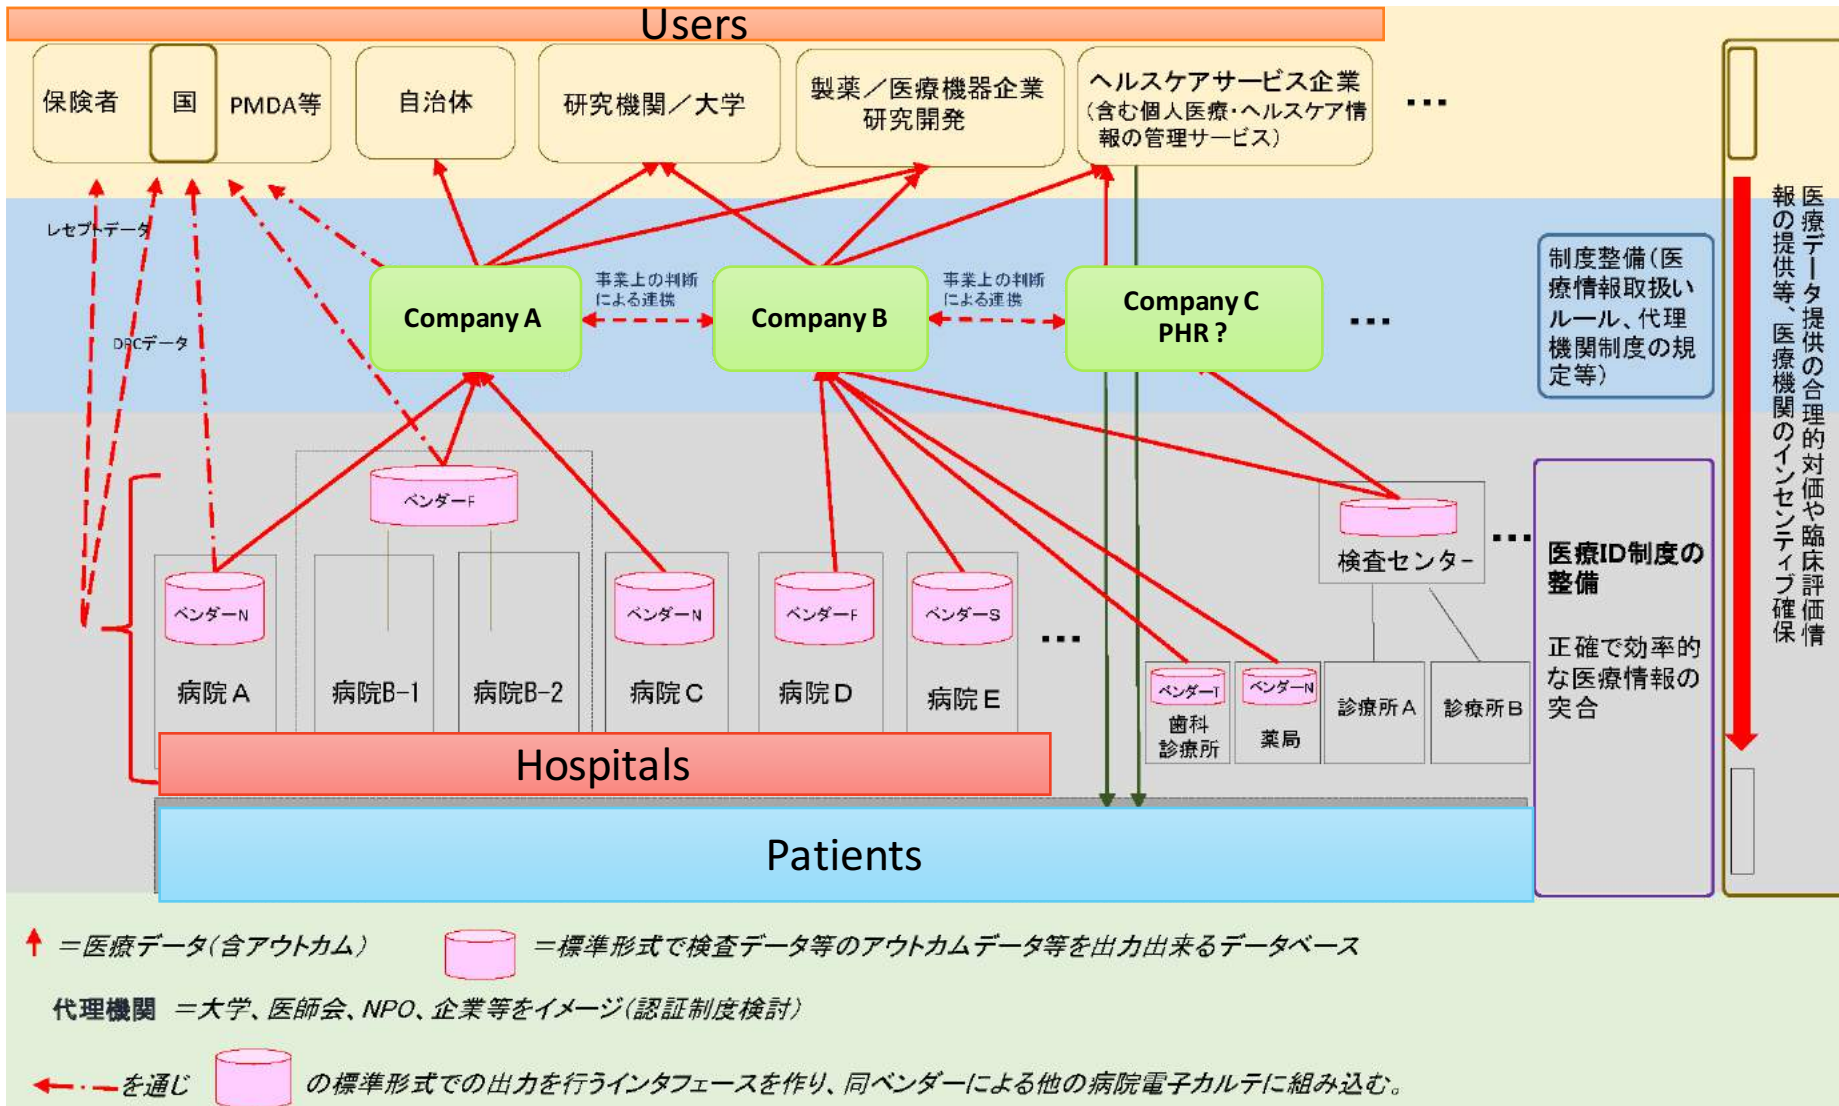 Users
保険者
国
PMDA等
自治体
研究機関／大学
製薬／医療機器企業
研究開発
ヘルスケアサービス企業
(含む個人医療・ヘルスケア情
報の管理サービス)
…
レセプトデータ
DPCデータ
Company A
事業上の判断
による連携
Company B
事業上の判断
による連携
Company C
PHR ?
…
制度整備(医
療情報取扱い
ルール、代理
機関制度の規
定等)
医療データ提供の合理的対価や臨床評価情
報の提供等、医療機関のインセンティブ確保
ベンダーF
ベンダーN
病院A
病院B-1
病院B-2
ベンダーN
病院C
ベンダーF
病院D
ベンダーS
病院E
…
検査センター
…
ベンダーT
歯科
診療所
ベンダーN
薬局
診療所A
診療所B
医療ID制度の
整備
正確で効率的
な医療情報の
突合
Hospitals
Patients
=医療データ(含アウトカム)
=標準形式で検査データ等のアウトカムデータ等を出力出来るデータベース
代理機関 =大学、医師会、NPO、企業等をイメージ(認証制度検討)
を通じ の標準形式での出力を行うインタフェースを作り、同ベンダーによる他の病院電子カルテに組み込む。